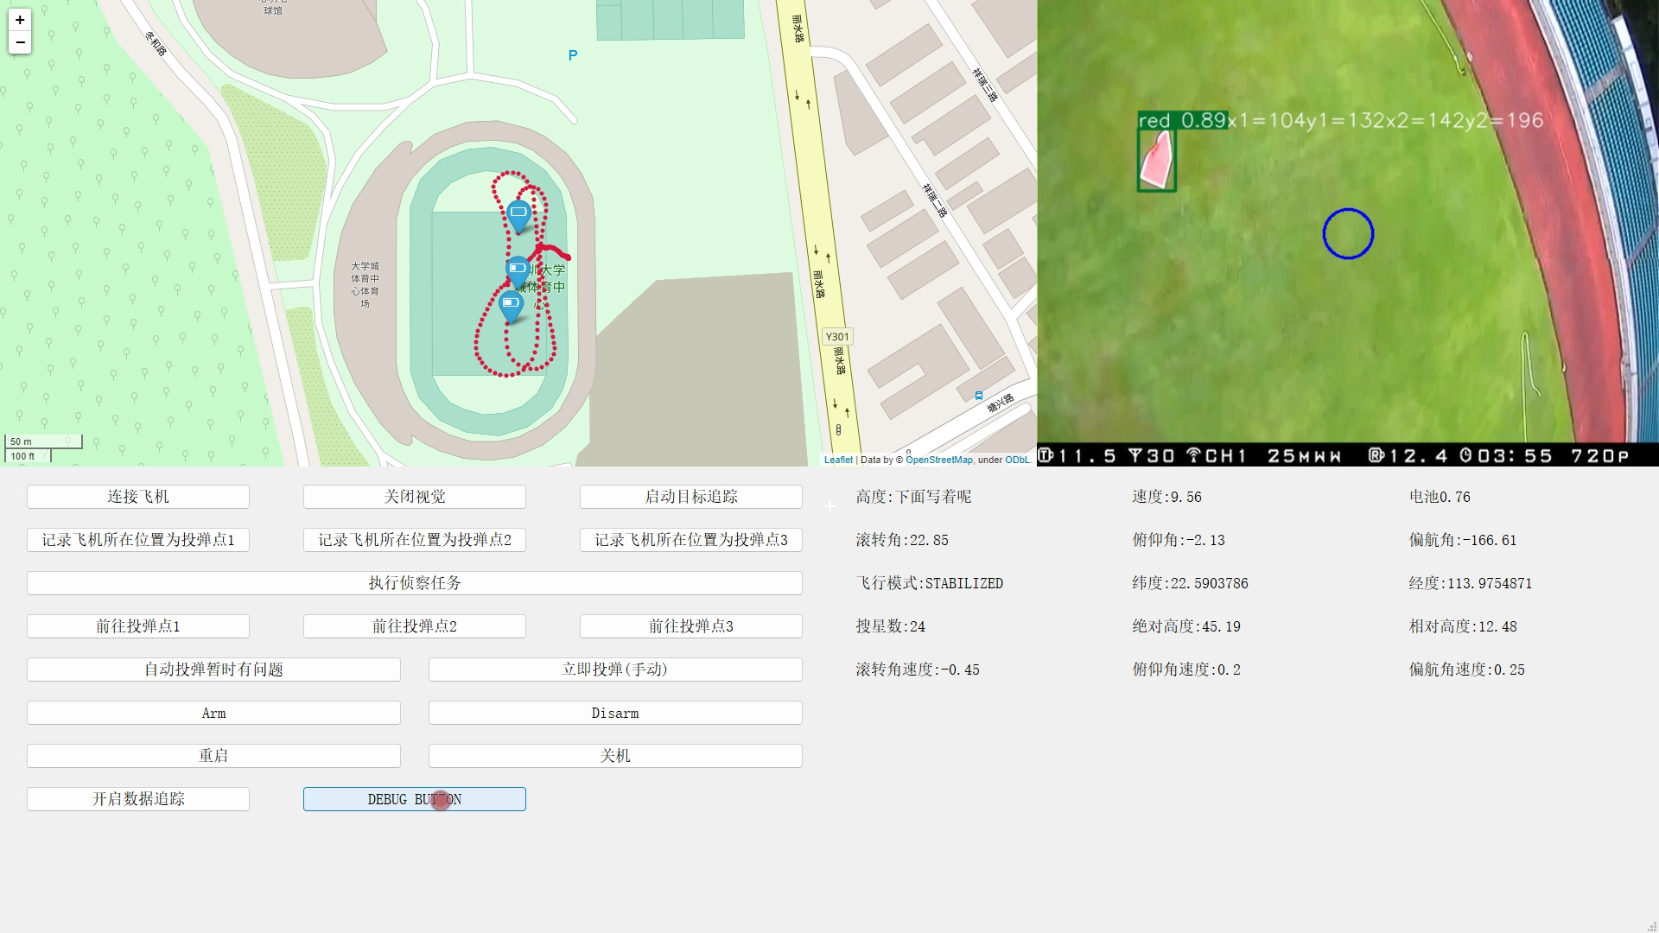 +
−
冬和路
球馆
P
丽水路
祥瑞三路
祥瑞二路
丽水路
Y301
丽水路
塘兴路
大学城
体育中
心体育
场
大学
城体育中
心
50 m
100 ft
Leaflet | Data by © OpenStreetMap, under ODbL.
red 0.89x1=104y1=132x2=142y2=196
11.5 30 CH1 25MWW 12.4 03:55 720P
连接飞机 关闭视觉 启动目标追踪
记录飞机所在位置为投弹点1 记录飞机所在位置为投弹点2 记录飞机所在位置为投弹点3
执行侦察任务
前往投弹点1 前往投弹点2 前往投弹点3
自动投弹暂时有问题 立即投弹(手动)
Arm Disarm
重启 关机
开启数据追踪 DEBUG BUTTON
高度:下面写着呢 速度:9.56 电池0.76
滚转角:22.85 俯仰角:-2.13 偏航角:-166.61
飞行模式:STABILIZED 纬度:22.5903786 经度:113.9754871
搜星数:24 绝对高度:45.19 相对高度:12.48
滚转角速度:-0.45 俯仰角速度:0.2 偏航角速度:0.25